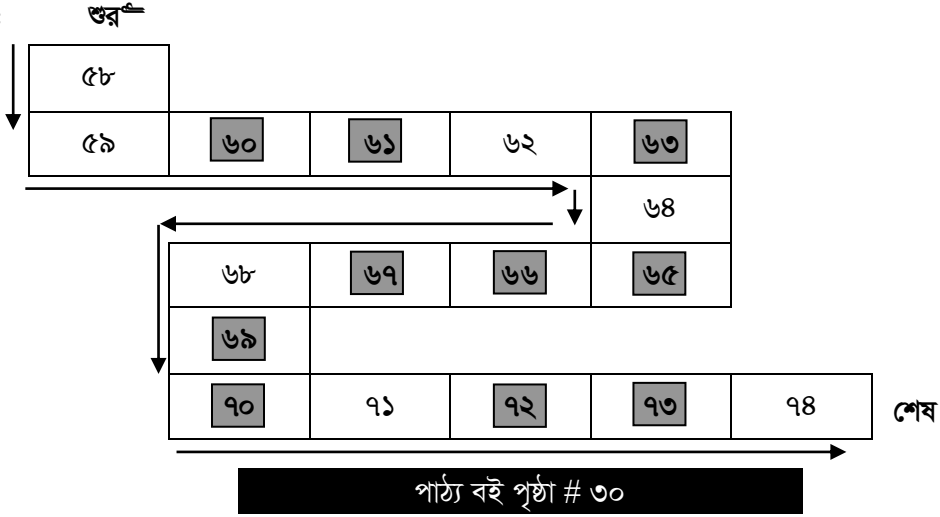 শুরু
৫৮
৫৯ ৬০ ৬১ ৬২ ৬৩
৬৪
৬৮ ৬৭ ৬৬ ৬৫
৬৯
৭০ ৭১ ৭২ ৭৩ ৭৪ শেষ
পাঠ্য বই পৃষ্ঠা # ৩০